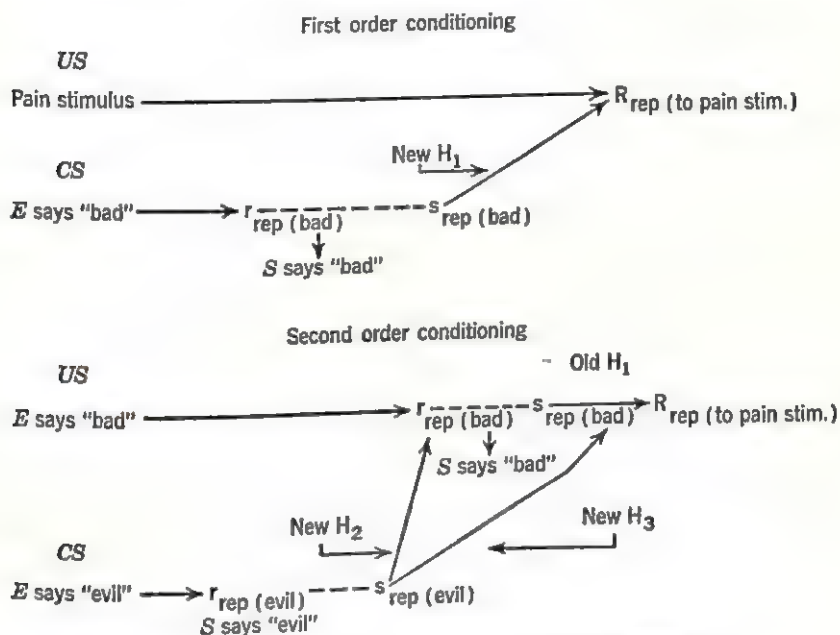 First order conditioning
US
Pain stimulus R rep (to pain stim.)
New H1
CS
E says "bad" r rep (bad) s rep (bad)
S says "bad"
Second order conditioning
Old H1
US
E says "bad" r rep (bad) s rep (bad) R rep (to pain stim.)
S says "bad"
New H2 New H3
CS
E says "evil" r rep (evil) s rep (evil)
S says "evil"